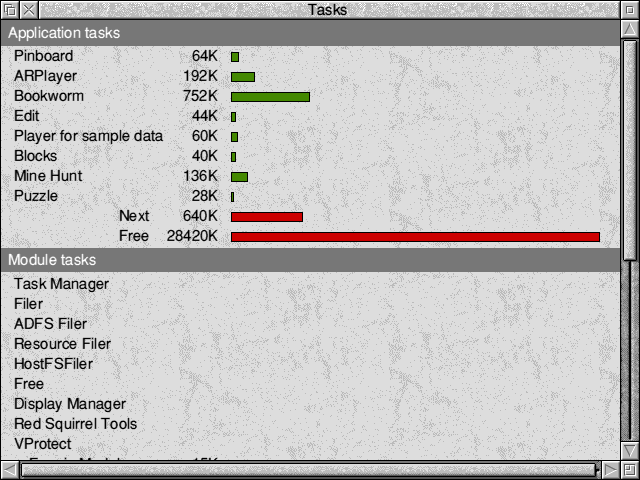 Tasks
Application tasks
Pinboard 64K
ARPlayer 192K
Bookworm 752K
Edit 44K
Player for sample data 60K
Blocks 40K
Mine Hunt 136K
Puzzle 28K
Next 640K
Free 28420K
Module tasks
Task Manager
Filer
ADFS Filer
Resource Filer
HostFSFiler
Free
Display Manager
Red Squirrel Tools
VProtect